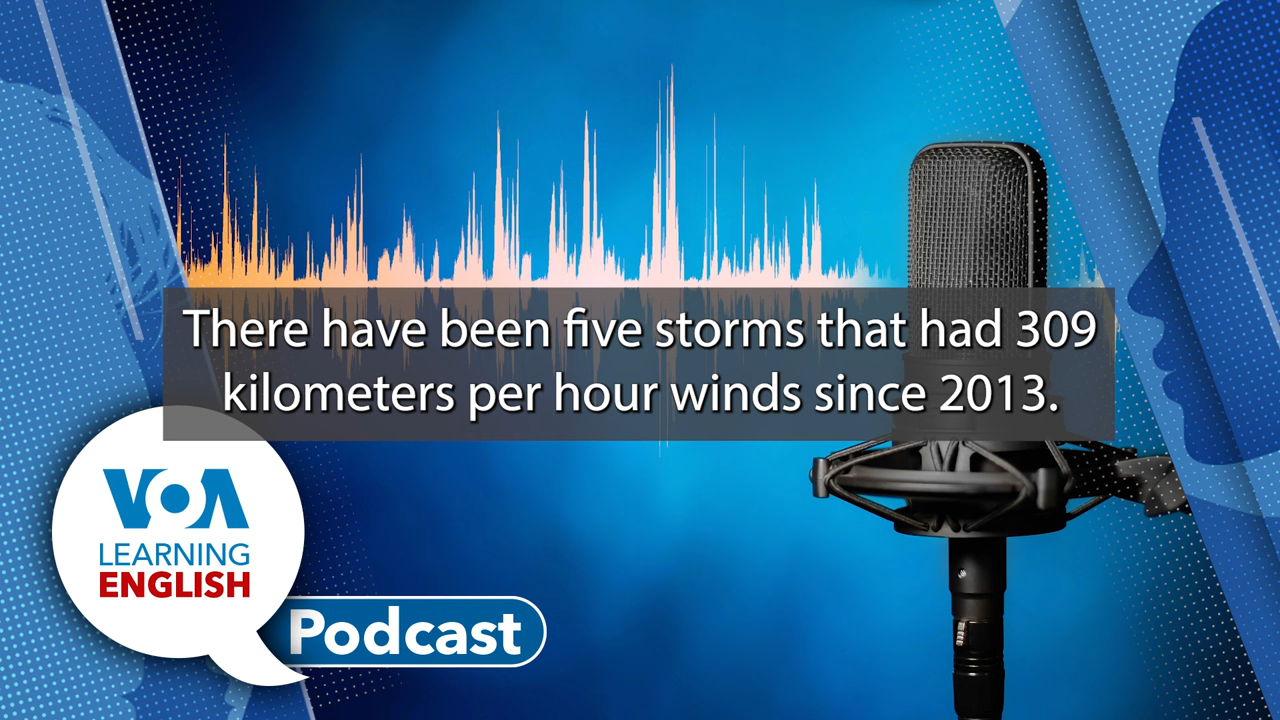 There have been five storms that had 309
kilometers per hour winds since 2013.
VOA
LEARNING
ENGLISH
Podcast